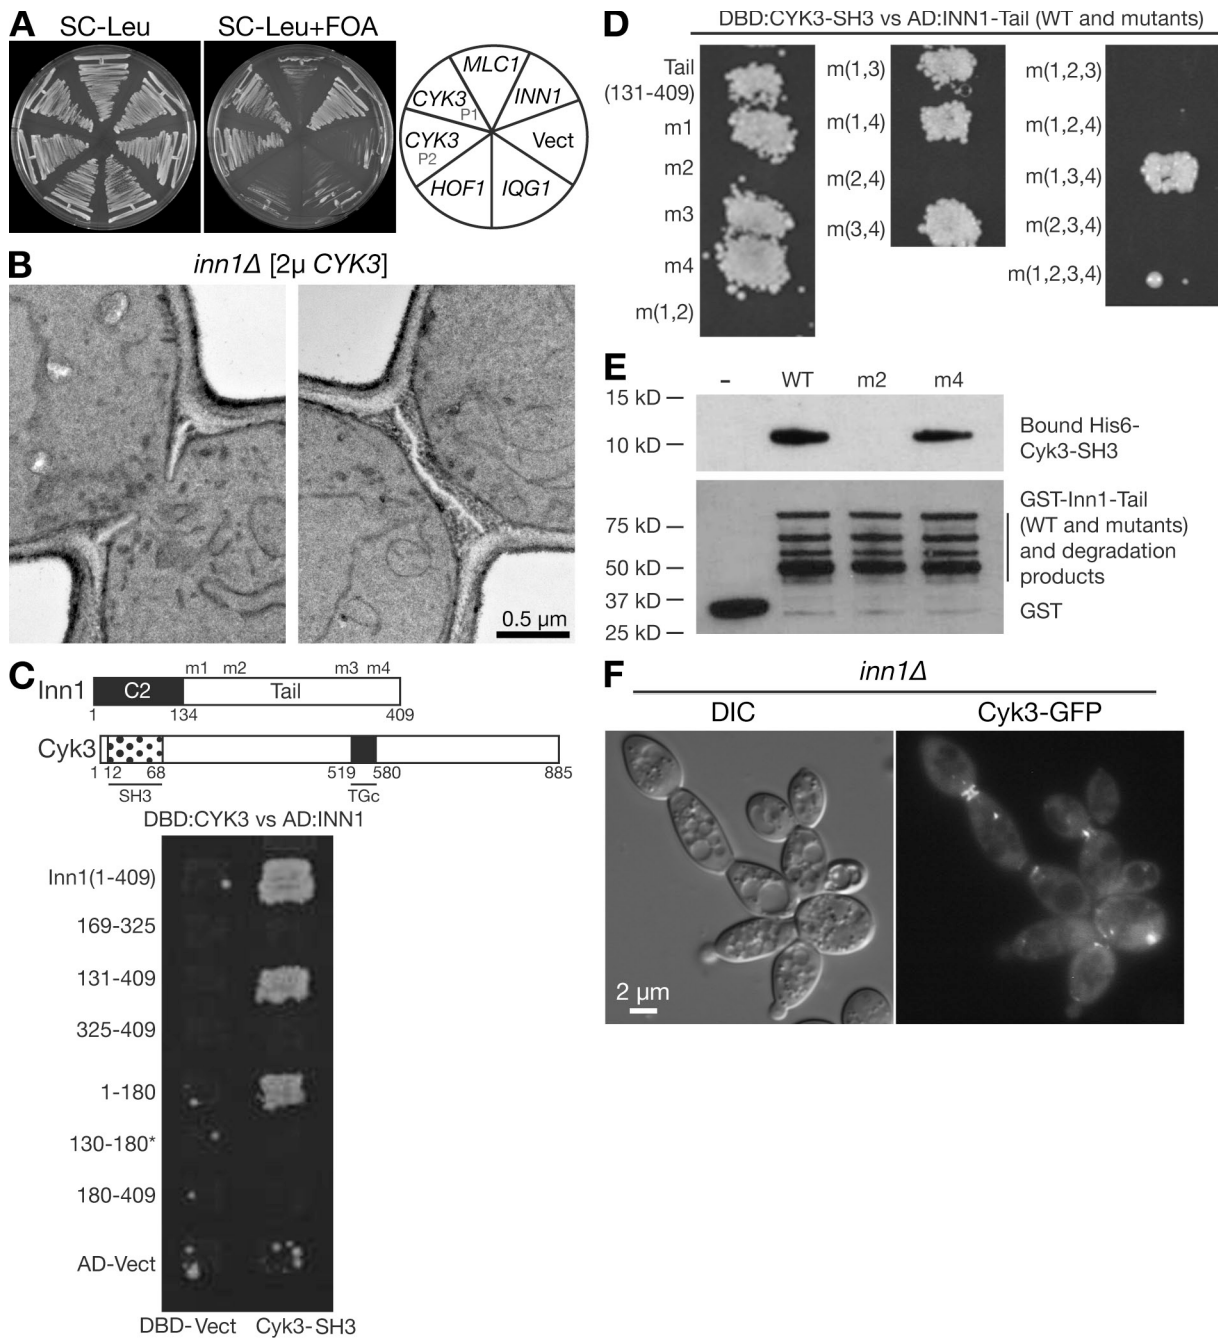 A
SC-Leu
SC-Leu+FOA
MLC1
INN1
Vect
IQG1
HOF1
CYK3
P2
CYK3
P1
B
inn1Δ [2µ CYK3]
0.5 µm
C
m1 m2 m3 m4
Inn1 C2 Tail
1 134 409
Cyk3
1 12 68 519 580 885
SH3 TGc
DBD:CYK3 vs AD:INN1
Inn1(1-409)
169-325
131-409
325-409
1-180
130-180*
180-409
AD-Vect
DBD-Vect Cyk3-SH3
D
DBD:CYK3-SH3 vs AD:INN1-Tail (WT and mutants)
Tail
(131-409)
m1
m2
m3
m4
m(1,2)
m(1,3)
m(1,4)
m(2,4)
m(3,4)
m(1,2,3)
m(1,2,4)
m(1,3,4)
m(2,3,4)
m(1,2,3,4)
E
– WT m2 m4
15 kD
10 kD
Bound His6-
Cyk3-SH3
75 kD
50 kD
37 kD
25 kD
GST-Inn1-Tail
(WT and mutants)
and degradation
products
GST
F
inn1Δ
DIC Cyk3-GFP
2 µm